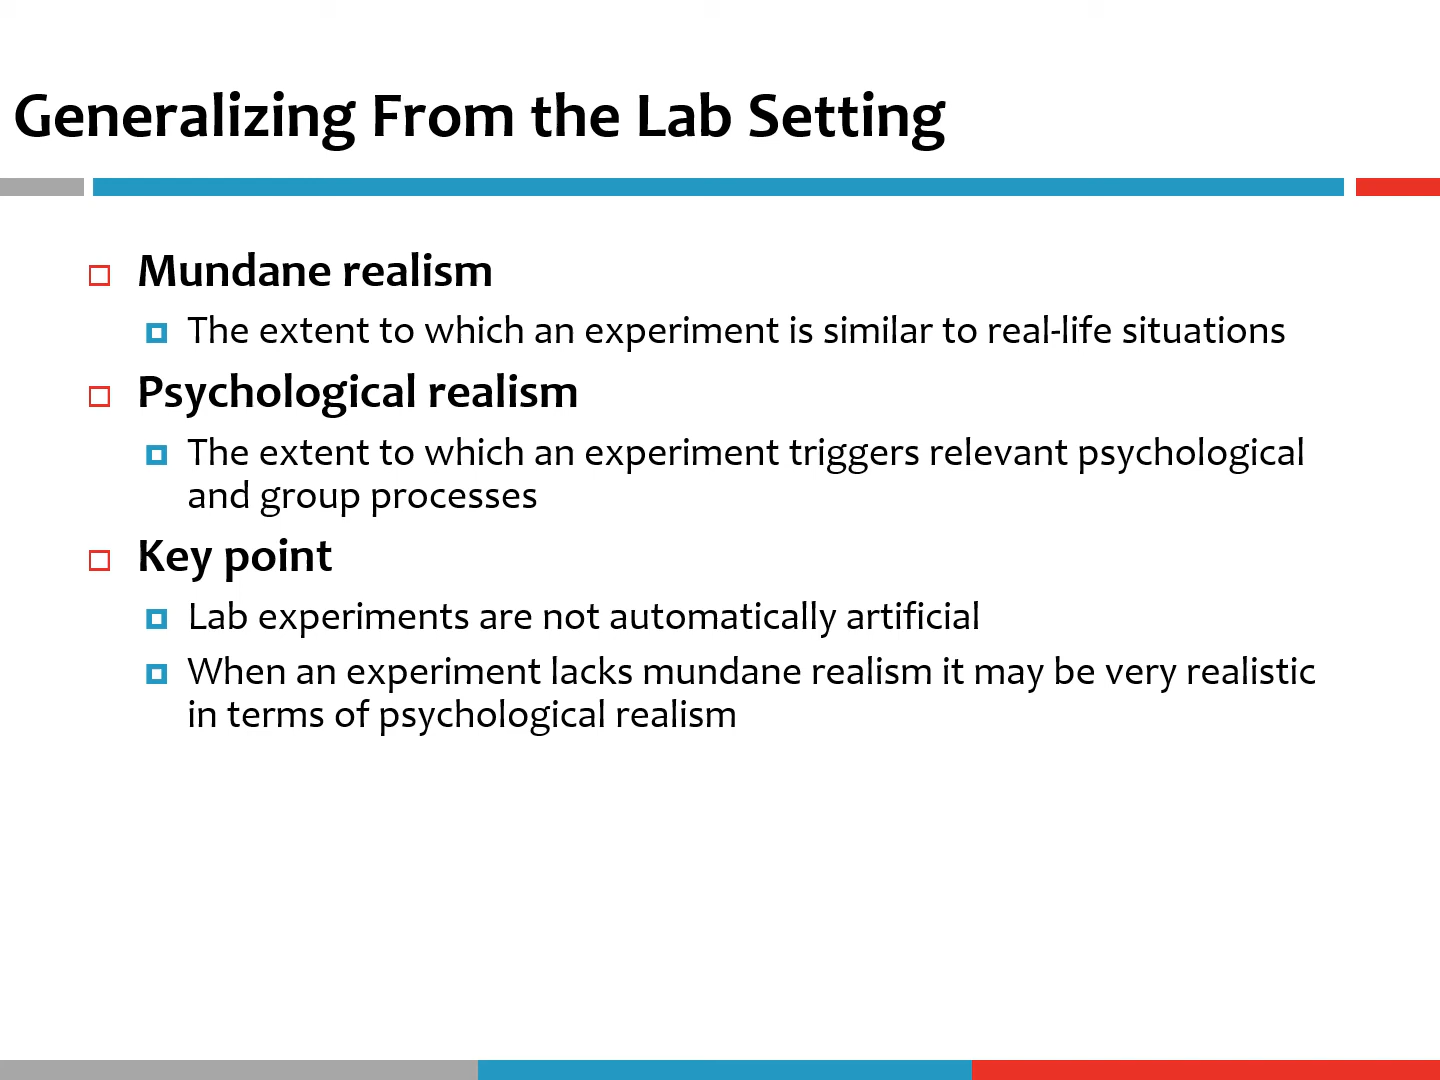 Generalizing From the Lab Setting
Mundane realism
The extent to which an experiment is similar to real-life situations
Psychological realism
The extent to which an experiment triggers relevant psychological
and group processes
Key point
Lab experiments are not automatically artificial
When an experiment lacks mundane realism it may be very realistic
in terms of psychological realism